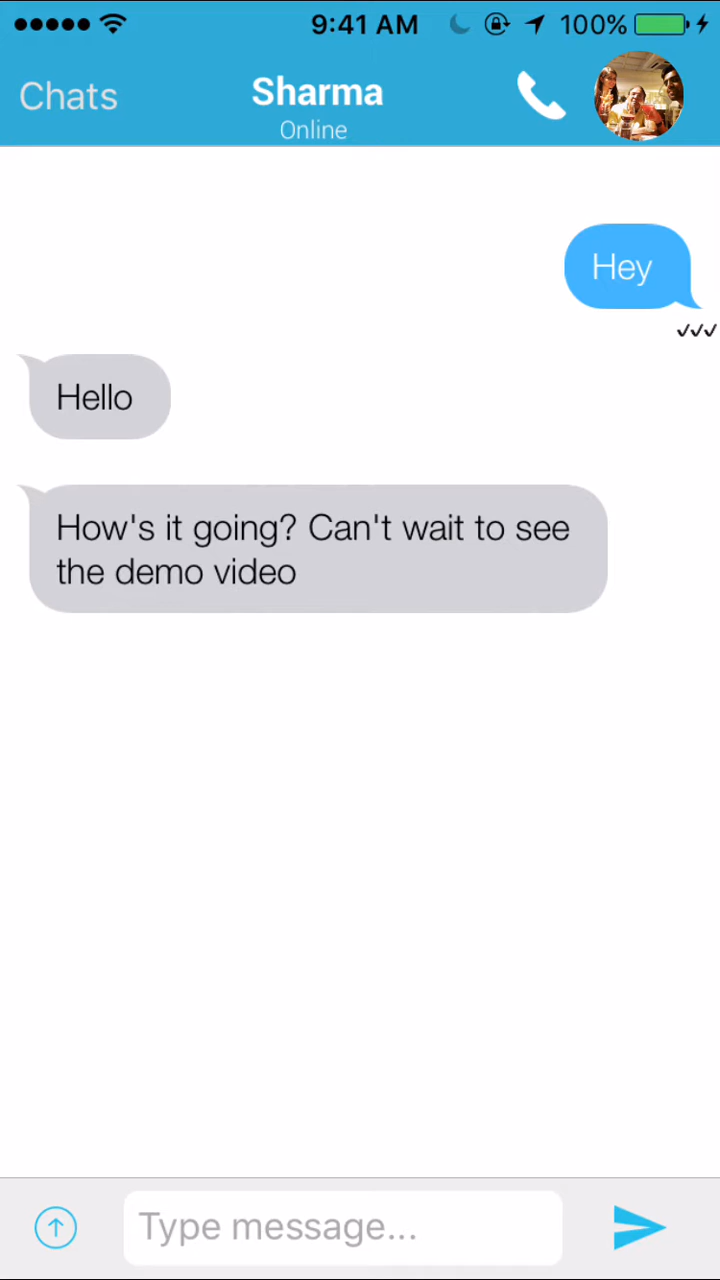 9:41 AM 100%
Chats Sharma
Online
Hey
Hello
How's it going? Can't wait to see
the demo video
Type message...